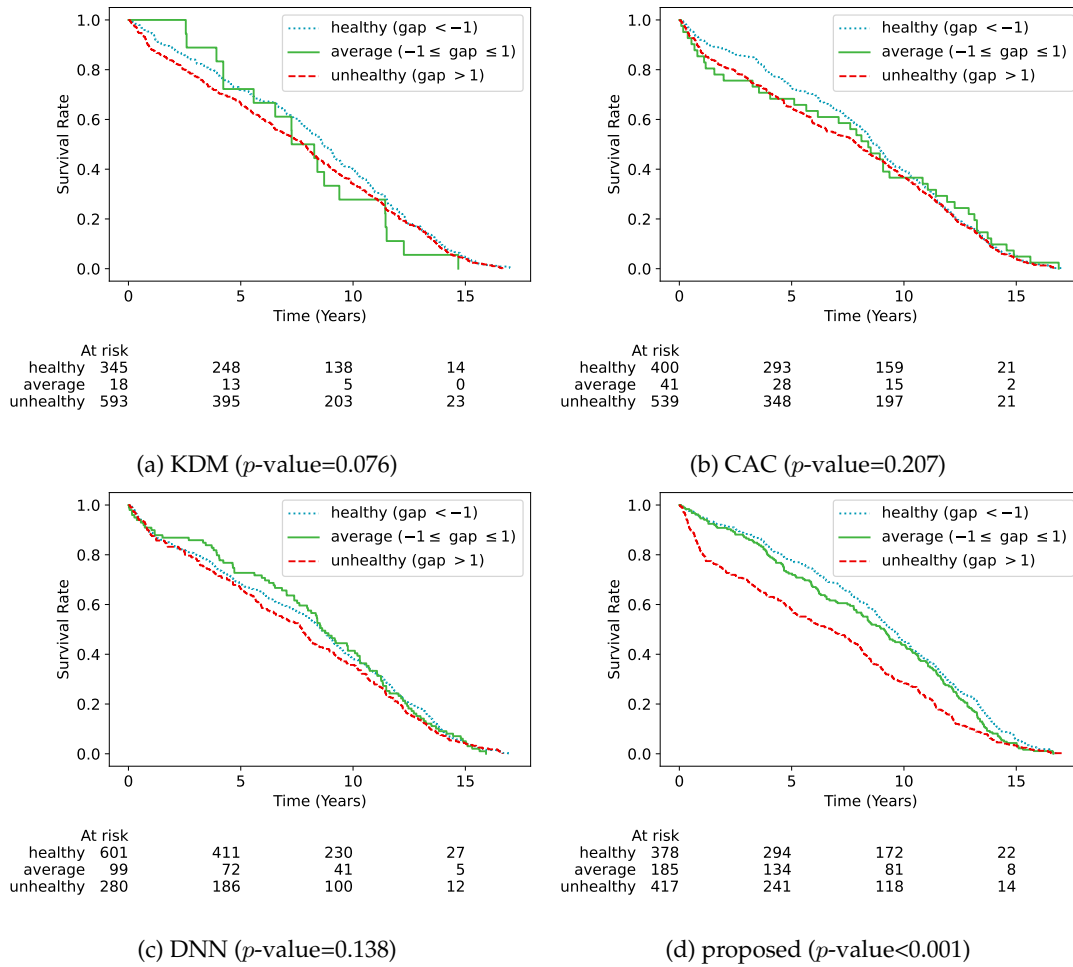 1.0
0.8
0.6
0.4
0.2
0.0
Survival Rate
healthy (gap < −1)
average (−1 ≤ gap ≤ 1)
unhealthy (gap > 1)
0 5 10 15
Time (Years)
At risk
healthy 345 248 138 14
average 18 13 5 0
unhealthy 593 395 203 23
(a) KDM (p-value=0.076)
1.0
0.8
0.6
0.4
0.2
0.0
Survival Rate
healthy (gap < −1)
average (−1 ≤ gap ≤ 1)
unhealthy (gap > 1)
0 5 10 15
Time (Years)
At risk
healthy 400 293 159 21
average 41 28 15 2
unhealthy 539 348 197 21
(b) CAC (p-value=0.207)
1.0
0.8
0.6
0.4
0.2
0.0
Survival Rate
healthy (gap < −1)
average (−1 ≤ gap ≤ 1)
unhealthy (gap > 1)
0 5 10 15
Time (Years)
At risk
healthy 601 411 230 27
average 99 72 41 5
unhealthy 280 186 100 12
(c) DNN (p-value=0.138)
1.0
0.8
0.6
0.4
0.2
0.0
Survival Rate
healthy (gap < −1)
average (−1 ≤ gap ≤ 1)
unhealthy (gap > 1)
0 5 10 15
Time (Years)
At risk
healthy 378 294 172 22
average 185 134 81 8
unhealthy 417 241 118 14
(d) proposed (p-value<0.001)